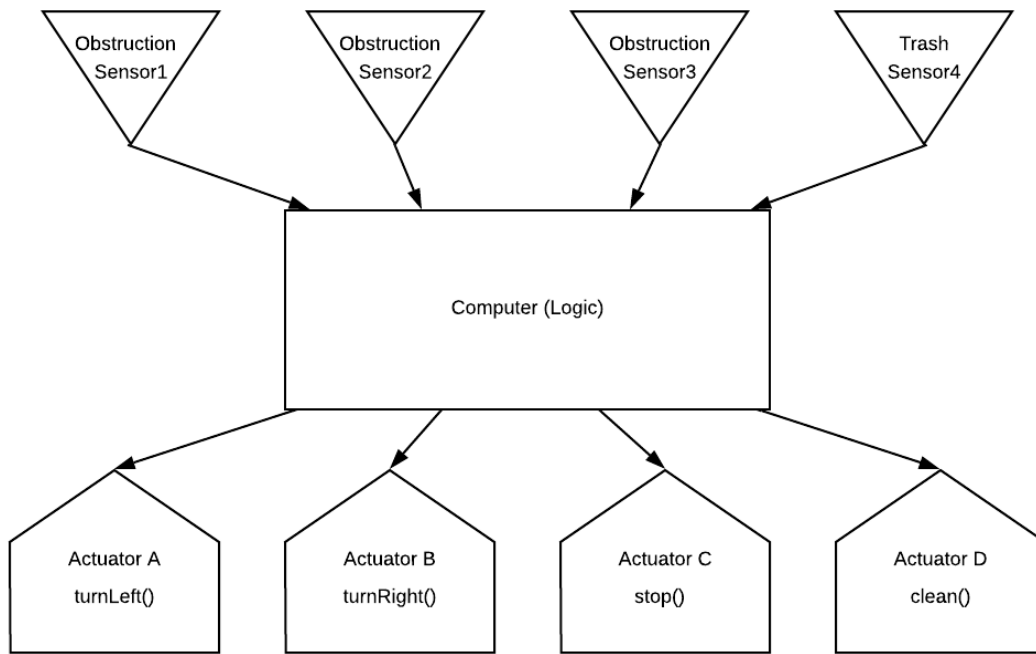 Obstruction
Sensor1
Obstruction
Sensor2
Obstruction
Sensor3
Trash
Sensor4
Computer (Logic)
Actuator A
turnLeft()
Actuator B
turnRight()
Actuator C
stop()
Actuator D
clean()